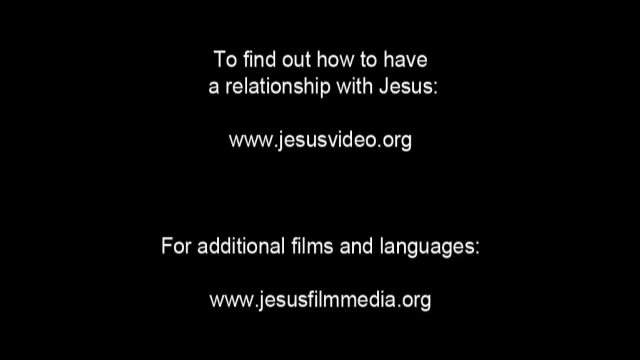 To find out how to have
a relationship with Jesus:
www.jesusvideo.org
For additional films and languages:
www.jesusfilmmedia.org